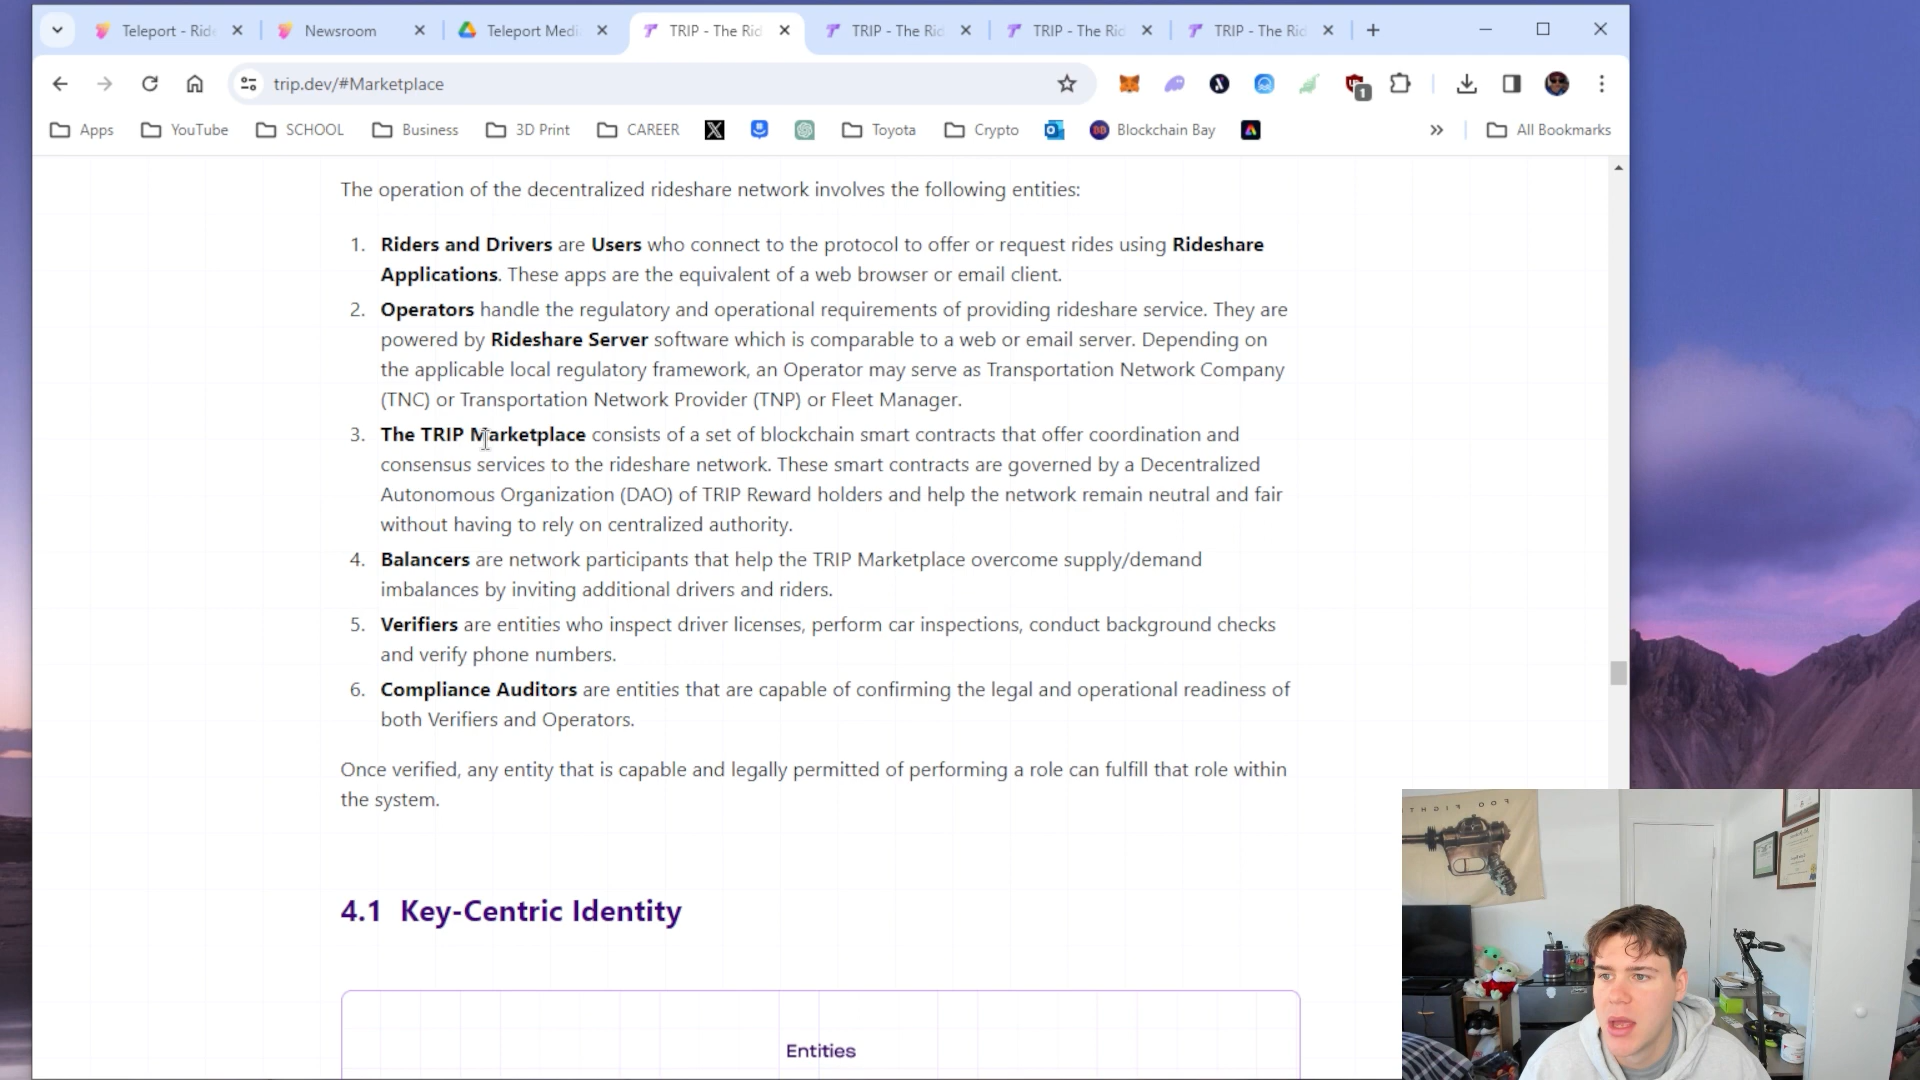 Teleport - Ride
Newsroom
Teleport Medi
TRIP - The Rid
TRIP - The Rid
TRIP - The Rid
TRIP - The Rid
trip.dev/#Marketplace
1
Apps
YouTube
SCHOOL
Business
3D Print
CAREER
Toyota
Crypto
Blockchain Bay
All Bookmarks
The operation of the decentralized rideshare network involves the following entities:
1. Riders and Drivers are Users who connect to the protocol to offer or request rides using Rideshare
Applications. These apps are the equivalent of a web browser or email client.
2. Operators handle the regulatory and operational requirements of providing rideshare service. They are
powered by Rideshare Server software which is comparable to a web or email server. Depending on
the applicable local regulatory framework, an Operator may serve as Transportation Network Company
(TNC) or Transportation Network Provider (TNP) or Fleet Manager.
3. The TRIP Marketplace consists of a set of blockchain smart contracts that offer coordination and
consensus services to the rideshare network. These smart contracts are governed by a Decentralized
Autonomous Organization (DAO) of TRIP Reward holders and help the network remain neutral and fair
without having to rely on centralized authority.
4. Balancers are network participants that help the TRIP Marketplace overcome supply/demand
imbalances by inviting additional drivers and riders.
5. Verifiers are entities who inspect driver licenses, perform car inspections, conduct background checks
and verify phone numbers.
6. Compliance Auditors are entities that are capable of confirming the legal and operational readiness of
both Verifiers and Operators.
Once verified, any entity that is capable and legally permitted of performing a role can fulfill that role within
the system.
4.1 Key-Centric Identity
Entities